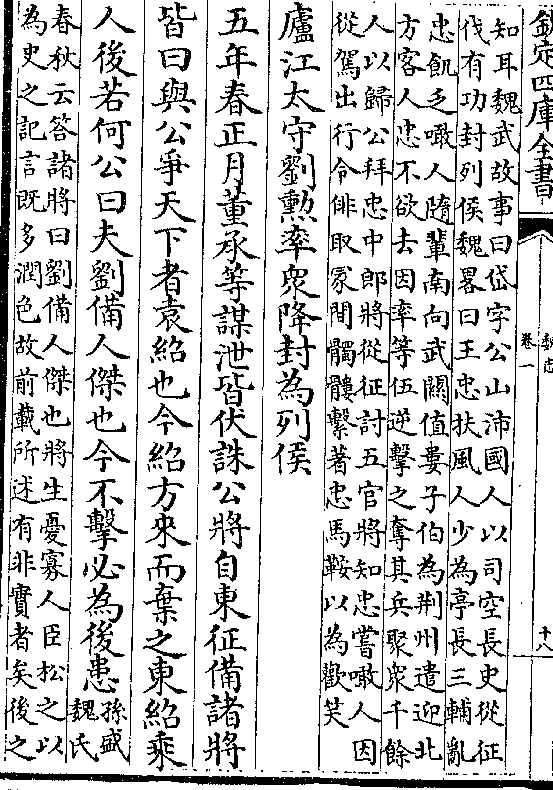 欽定四庫全書
魏志
卷一
十八
知耳魏武故事曰岱字公山沛國人以司空長史從征
伐有功封列侯魏畧曰王忠扶風人少為亭長三輔亂
忠飢乏噉人隨輩南向武關值婁子伯為荆州遣迎北
方客人忠不欲去因率等伍逆擊之奪其兵聚衆千餘
人以歸公拜忠中郎將從征討五官將知忠嘗噉人因
從駕出行令俳取冢間髑髏繫著忠馬鞍以為歡笑
廬江太守劉勲率衆降封為列侯
五年春正月董承等謀泄皆伏誅公將自東征備諸將
皆曰與公爭天下者袁紹也今紹方來而棄之東紹乘
人後若何公曰夫劉備人傑也今不擊必為後患孫盛
魏氏
春秋云答諸將曰劉備人傑也將生憂寡人臣松之以
為史之記言既多潤色故前載所述有非實者矣後之